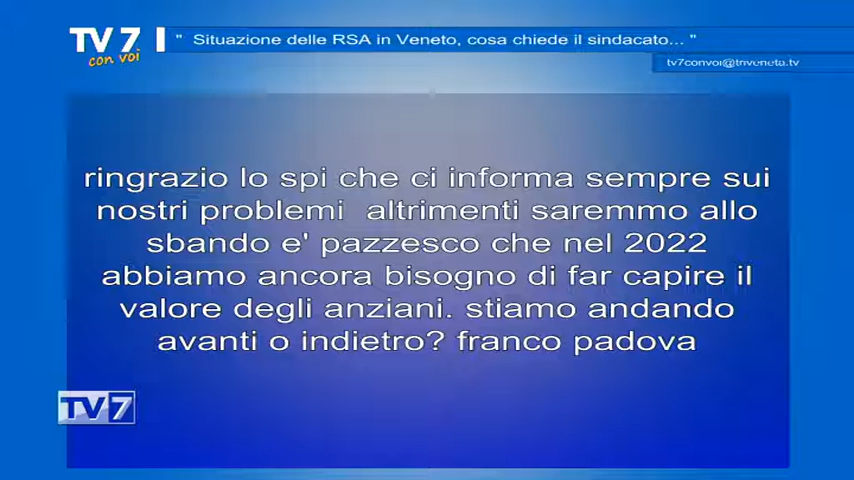 TV7
con voi
" Situazione delle RSA in Veneto, cosa chiede il sindacato... "
tv7convoi@triveneto.tv
ringrazio lo spi che ci informa sempre sui
nostri problemi altrimenti saremmo allo
sbando e' pazzesco che nel 2022
abbiamo ancora bisogno di far capire il
valore degli anziani. stiamo andando
avanti o indietro? franco padova
TV7